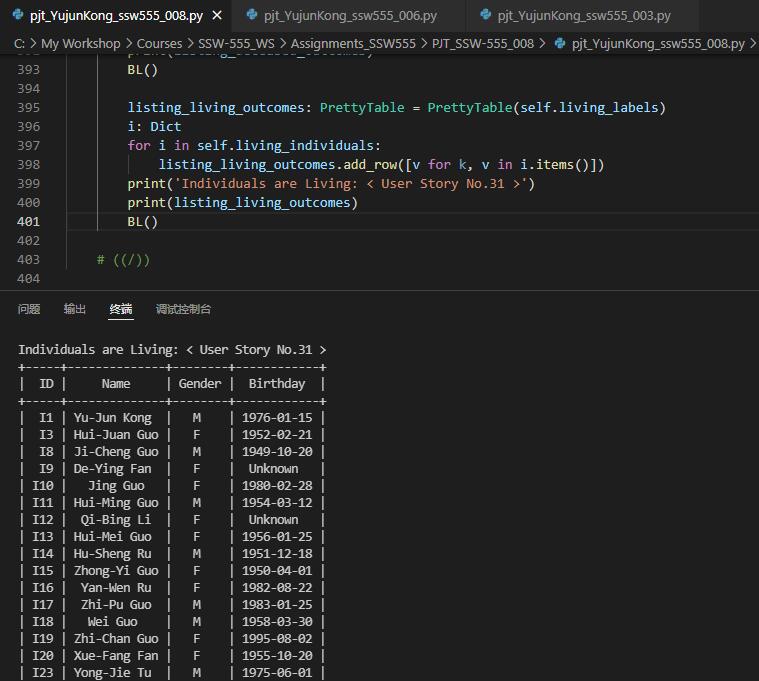 pjt_YujunKong_ssw555_008.py × pjt_YujunKong_ssw555_006.py pjt_YujunKong_ssw555_003.py
C: > My Workshop > Courses > SSW-555_WS > Assignments_SSW555 > PJT_SSW-555_008 > pjt_YujunKong_ssw555_008.py >
393 BL()
394
395 listing_living_outcomes: PrettyTable = PrettyTable(self.living_labels)
396 i: Dict
397 for i in self.living_individuals:
398 listing_living_outcomes.add_row([v for k, v in i.items()])
399 print('Individuals are Living: < User Story No.31 >')
400 print(listing_living_outcomes)
401 BL()
402
403 # ((/))
404
问题 输出 终端 调试控制台
Individuals are Living: < User Story No.31 >
+-----+--------------+--------+------------+
| ID | Name | Gender | Birthday |
+-----+--------------+--------+------------+
| I1 | Yu-Jun Kong | M | 1976-01-15 |
| I3 | Hui-Juan Guo | F | 1952-02-21 |
| I8 | Ji-Cheng Guo | M | 1949-10-20 |
| I9 | De-Ying Fan | F | Unknown |
| I10 | Jing Guo | F | 1980-02-28 |
| I11 | Hui-Ming Guo | M | 1954-03-12 |
| I12 | Qi-Bing Li | F | Unknown |
| I13 | Hui-Mei Guo | F | 1956-01-25 |
| I14 | Hu-Sheng Ru | M | 1951-12-18 |
| I15 | Zhong-Yi Guo | F | 1950-04-01 |
| I16 | Yan-Wen Ru | F | 1982-08-22 |
| I17 | Zhi-Pu Guo | M | 1983-01-25 |
| I18 | Wei Guo | M | 1958-03-30 |
| I19 | Zhi-Chan Guo | F | 1995-08-02 |
| I20 | Xue-Fang Fan | F | 1955-10-20 |
| I23 | Yong-Jie Tu | M | 1975-06-01 |